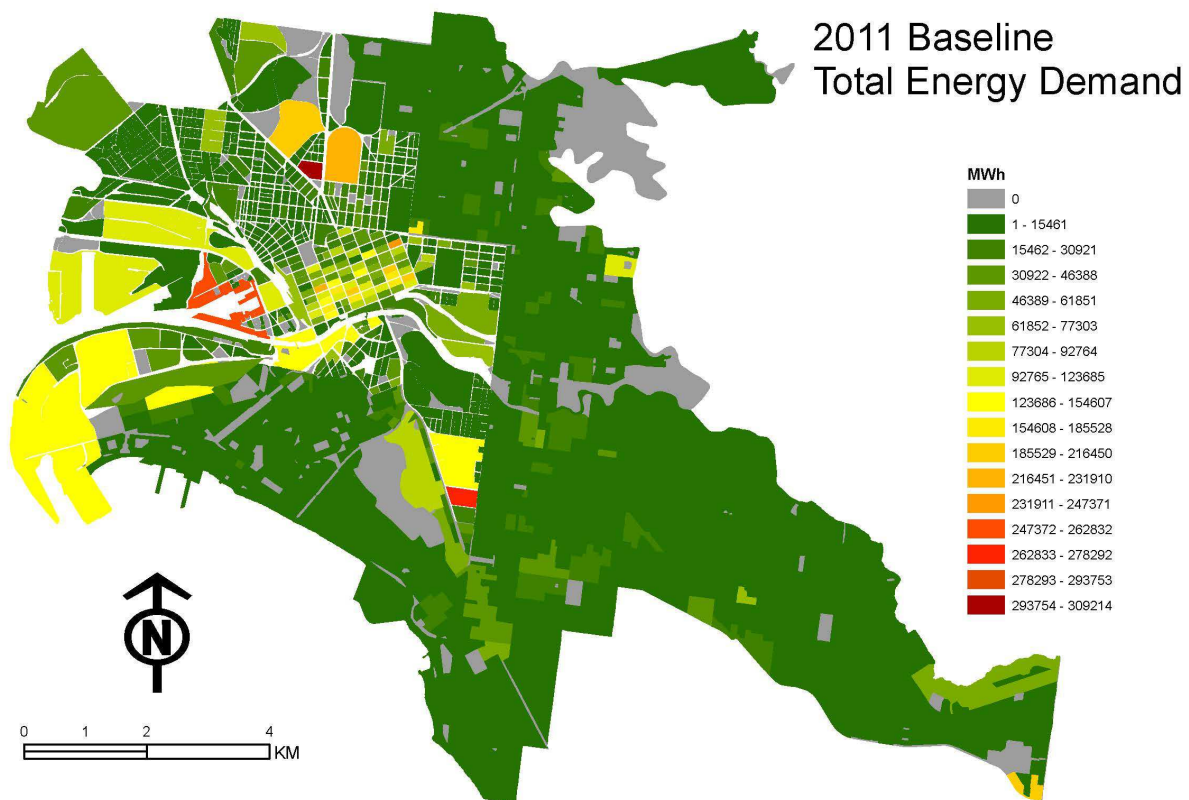 2011 Baseline
Total Energy Demand
MWh
0
1 - 15461
15462 - 30921
30922 - 46388
46389 - 61851
61852 - 77303
77304 - 92764
92765 - 123685
123686 - 154607
154608 - 185528
185529 - 216450
216451 - 231910
231911 - 247371
247372 - 262832
262833 - 278292
278293 - 293753
293754 - 309214
N
0 1 2 4
KM